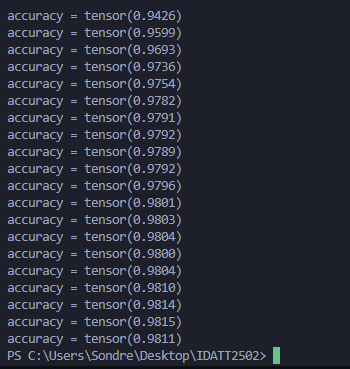 accuracy = tensor(0.9426)
accuracy = tensor(0.9599)
accuracy = tensor(0.9693)
accuracy = tensor(0.9736)
accuracy = tensor(0.9754)
accuracy = tensor(0.9782)
accuracy = tensor(0.9791)
accuracy = tensor(0.9792)
accuracy = tensor(0.9789)
accuracy = tensor(0.9792)
accuracy = tensor(0.9796)
accuracy = tensor(0.9801)
accuracy = tensor(0.9803)
accuracy = tensor(0.9804)
accuracy = tensor(0.9800)
accuracy = tensor(0.9804)
accuracy = tensor(0.9810)
accuracy = tensor(0.9814)
accuracy = tensor(0.9815)
accuracy = tensor(0.9811)
PS C:\Users\Sondre\Desktop\IDATT2502>